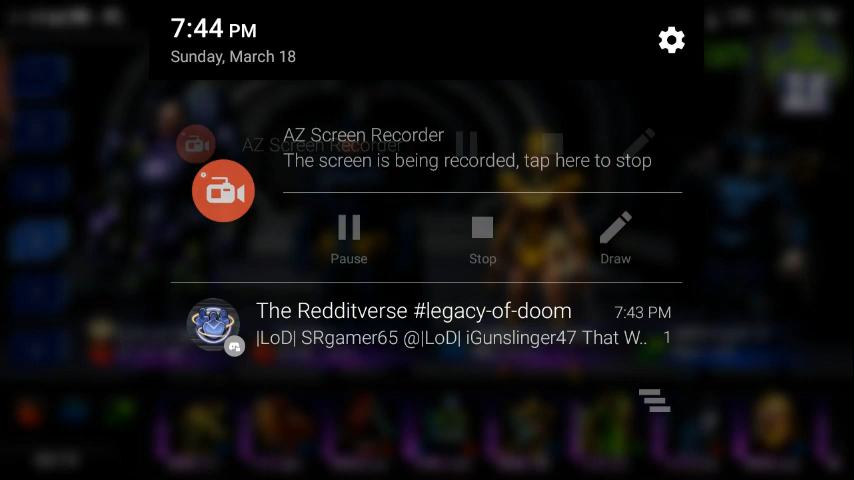 7:44 PM
Sunday, March 18
AZ Screen Recorder
AZ Screen Recorder
The screen is being recorded, tap here to stop
Pause
Stop
Draw
The Redditverse #legacy-of-doom 7:43 PM
|LoD| SRgamer65 @|LoD| iGunslinger47 That W.. 1